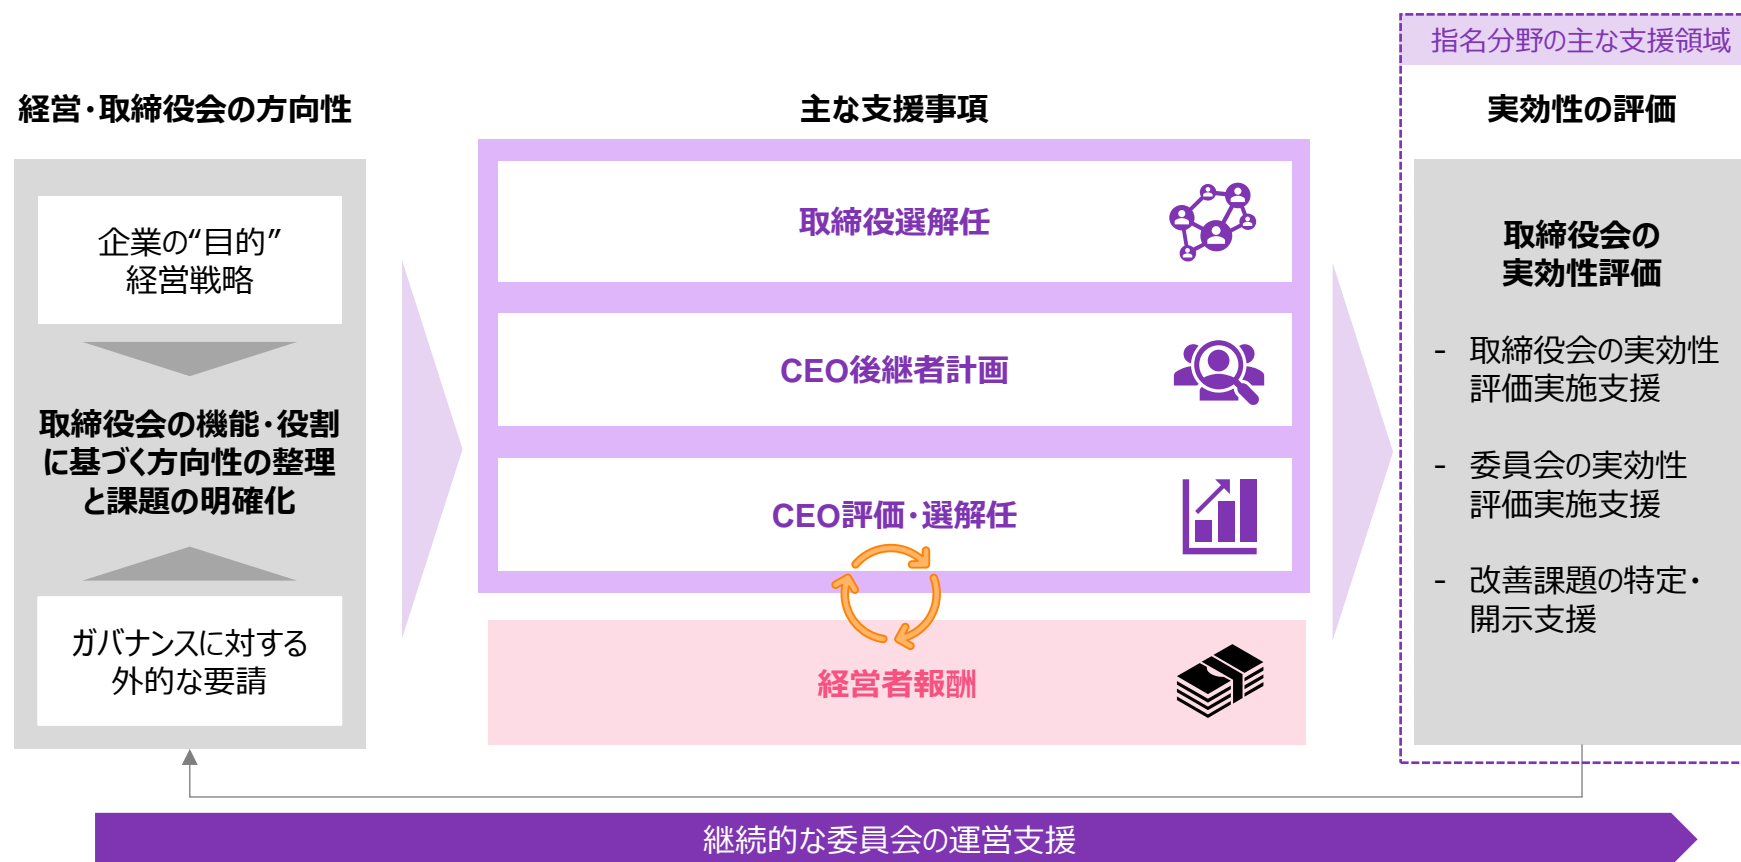 指名分野の主な支援領域
経営・取締役会の方向性
企業の“目的”
経営戦略
取締役会の機能・役割
に基づく方向性の整理
と課題の明確化
ガバナンスに対する
外的な要請
主な支援事項
取締役選解任
CEO後継者計画
CEO評価・選解任
経営者報酬
実効性の評価
取締役会の
実効性評価
- 取締役会の実効性
評価実施支援
- 委員会の実効性
評価実施支援
- 改善課題の特定・
開示支援
継続的な委員会の運営支援